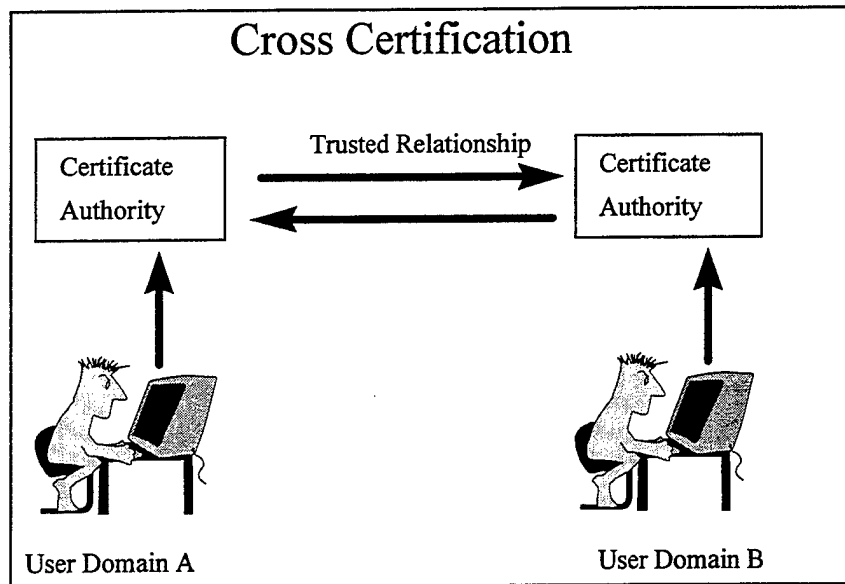 Cross Certification
Trusted Relationship
Certificate
Authority
Certificate
Authority
User Domain A
User Domain B